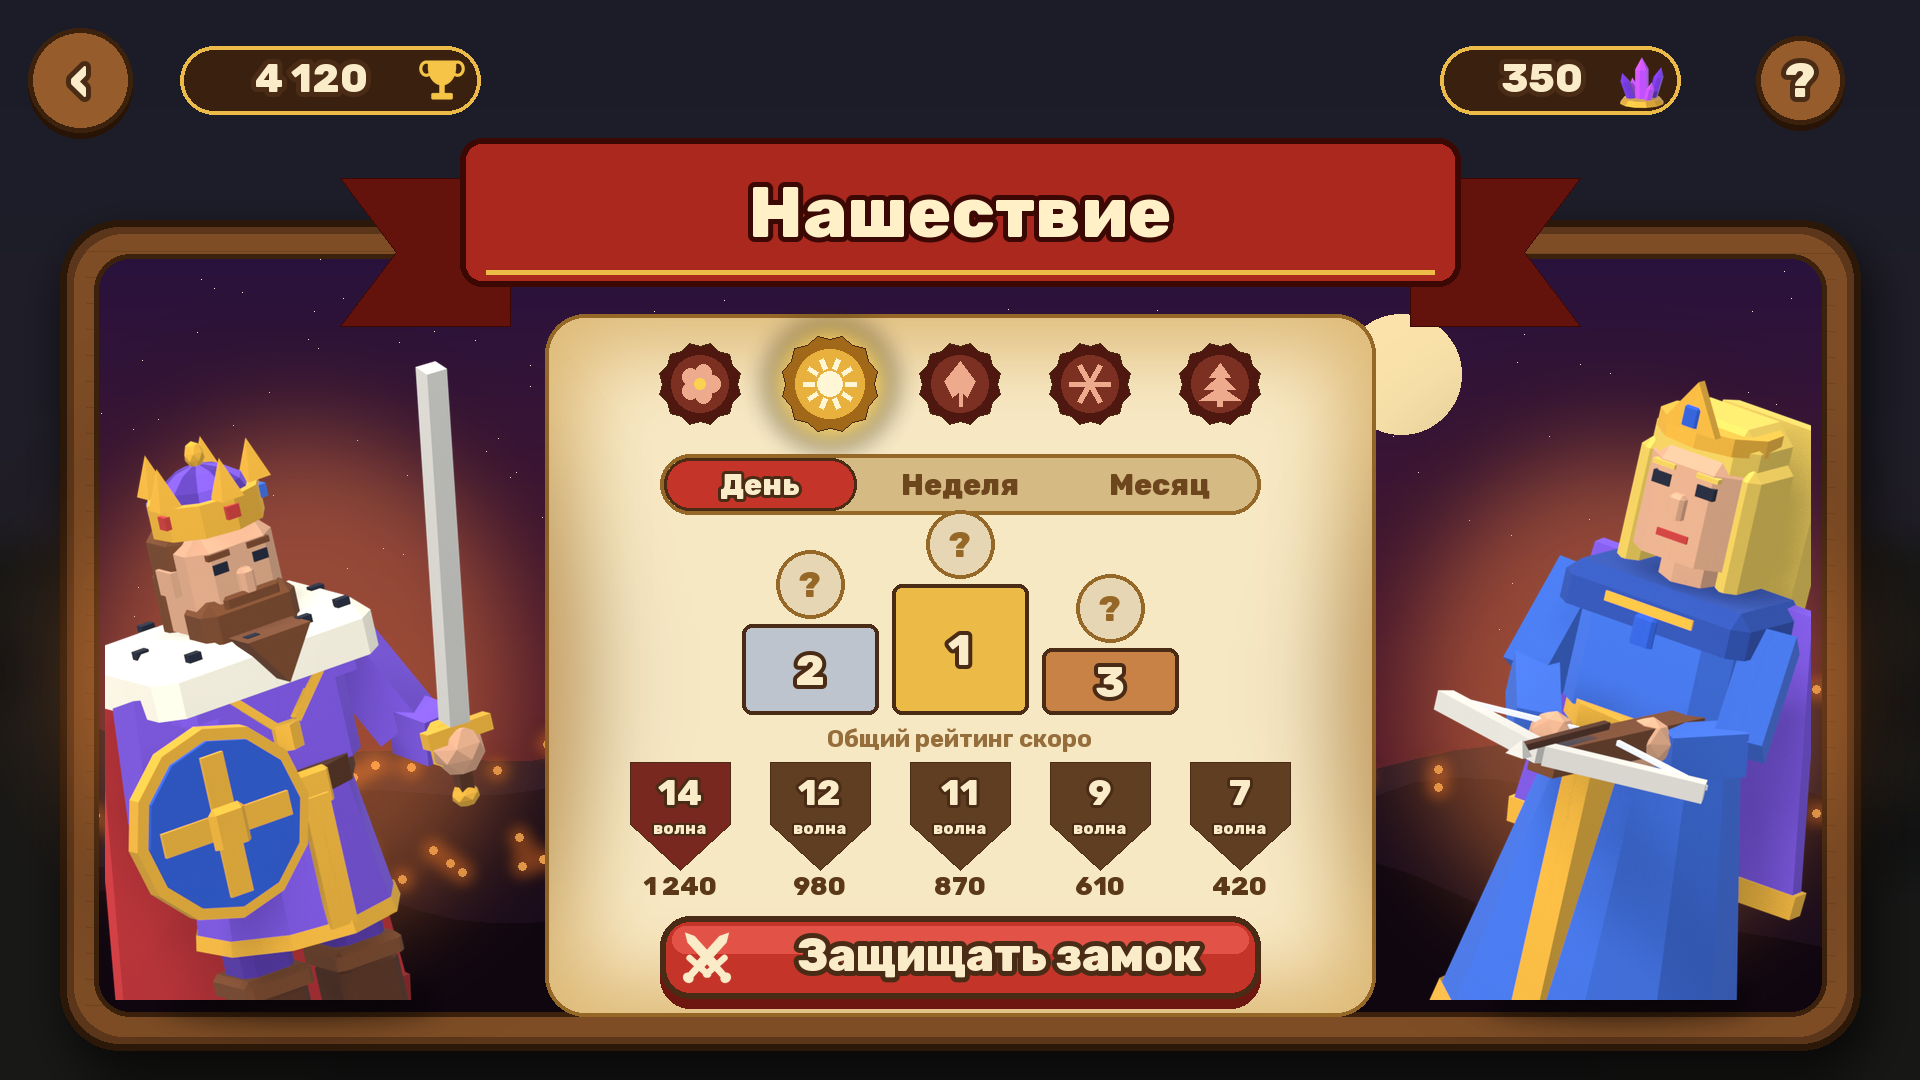 4 120
350
?
Нашествие
День Неделя Месяц
?
?
?
2
1
3
Общий рейтинг скоро
14 12 11 9 7
волна волна волна волна волна
1 240 980 870 610 420
Защищать замок